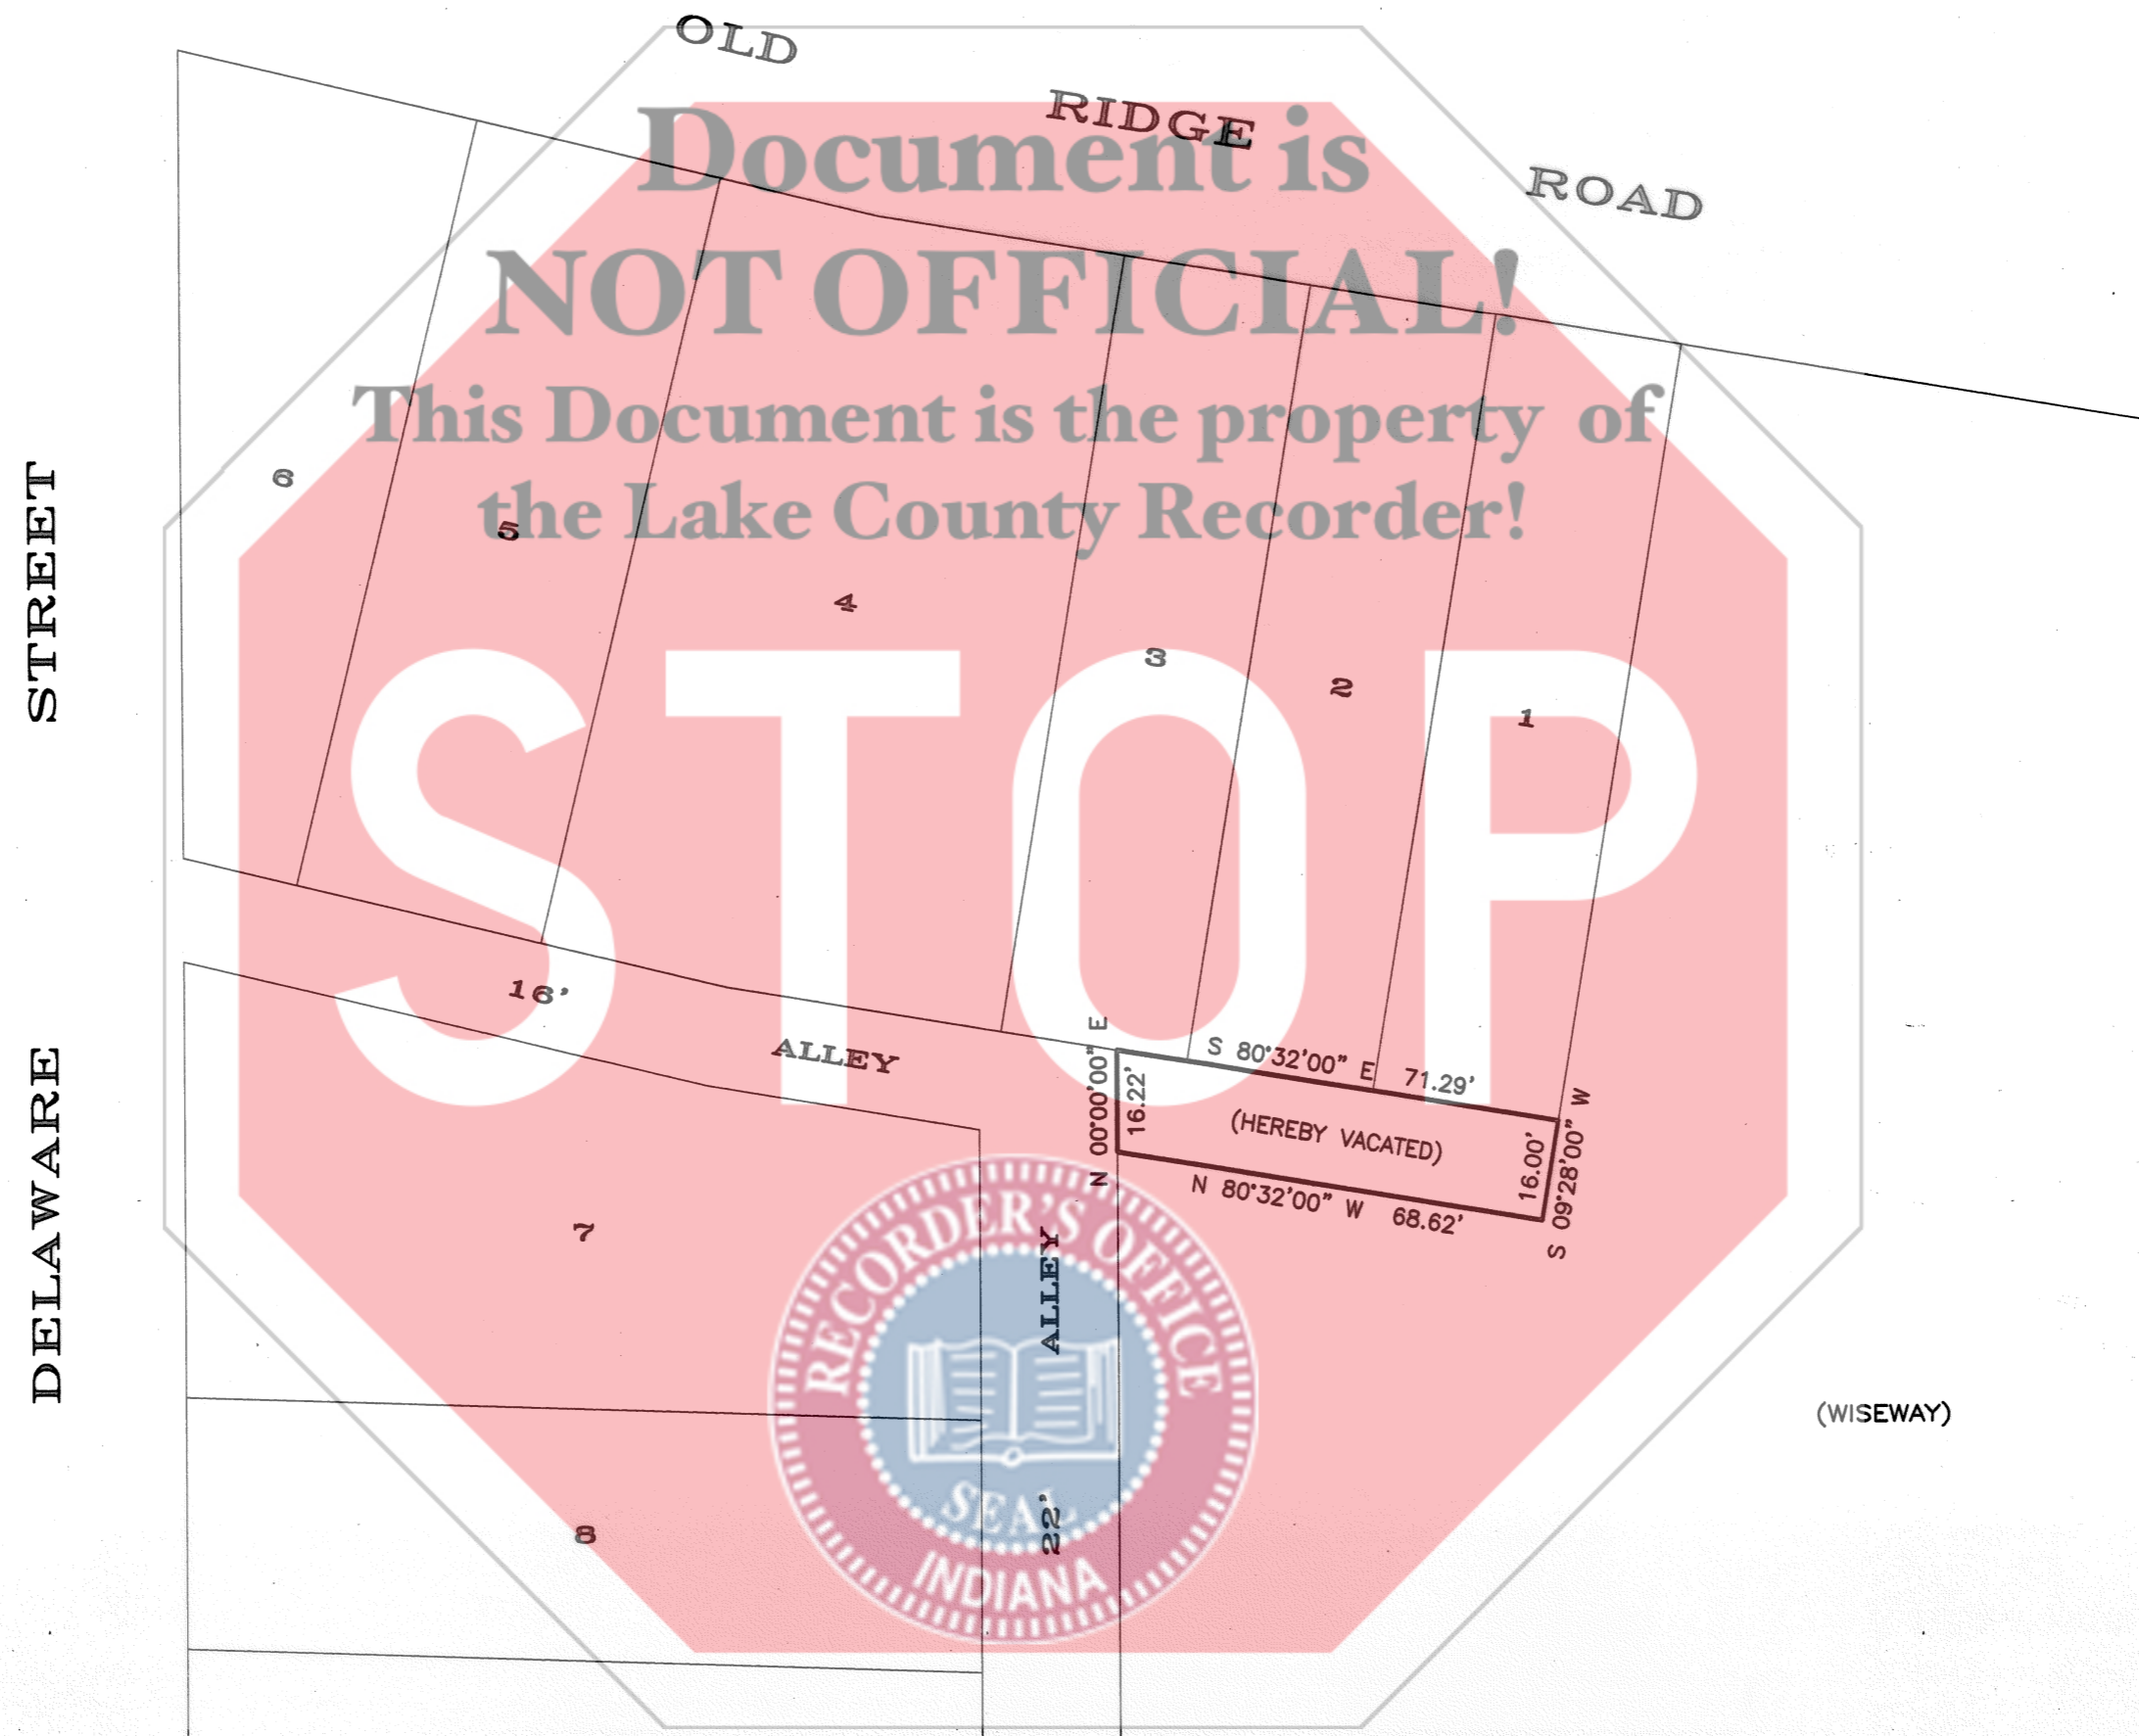 OLD RIDGE ROAD
Document is
NOT OFFICIAL!
This Document is the property of
the Lake County Recorder!
STOP
STREET
DELAWARE
6
5
4
3
2
1
16'
ALLEY
N 00°00'00" E
16.22'
S 80°32'00" E 71.29'
(HEREBY VACATED)
16.00'
S 09°28'00" W
N 80°32'00" W 68.62'
7
ALLEY
22'
8
RECORDER'S OFFICE
SEAL
INDIANA
(WISEWAY)